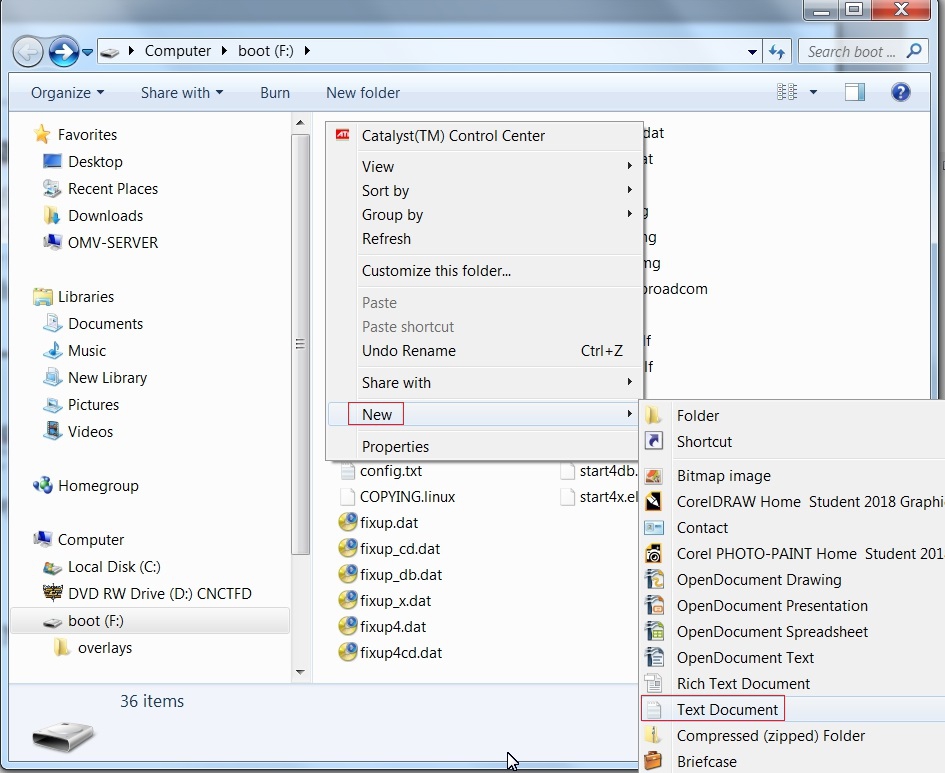 Computer
boot (F:)
Search boot ...
Organize
Share with
Burn
New folder
Favorites
Desktop
Recent Places
Downloads
OMV-SERVER
Libraries
Documents
Music
New Library
Pictures
Videos
Homegroup
Computer
Local Disk (C:)
DVD RW Drive (D:) CNCTFD
boot (F:)
overlays
ATI
Catalyst(TM) Control Center
View
Sort by
Group by
Refresh
Customize this folder...
Paste
Paste shortcut
Undo Rename Ctrl+Z
Share with
New
Properties
dat
at
g
ng
mg
broadcom
lf
lf
config.txt
COPYING.linux
fixup.dat
fixup_cd.dat
fixup_db.dat
fixup_x.dat
fixup4.dat
fixup4cd.dat
start4db.
start4x.el
Folder
Shortcut
Bitmap image
CorelDRAW Home Student 2018 Graphi
Contact
Corel PHOTO-PAINT Home Student 201
OpenDocument Drawing
OpenDocument Presentation
OpenDocument Spreadsheet
OpenDocument Text
Rich Text Document
Text Document
Compressed (zipped) Folder
Briefcase
36 items